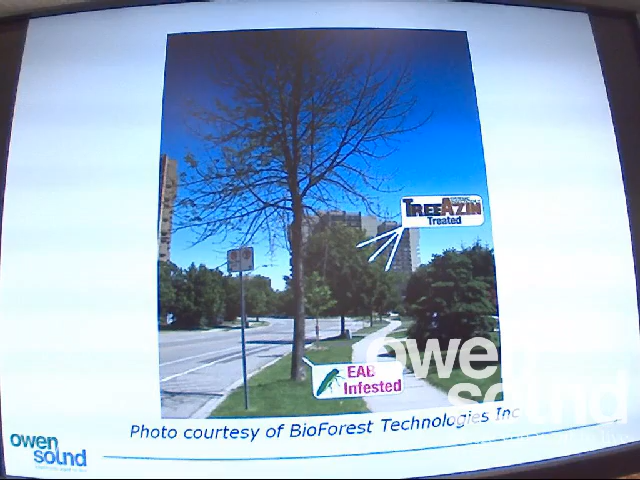 TREEAZIN
Treated
EAB
Infested
Photo courtesy of BioForest Technologies Inc
owen
sound
owen
sound